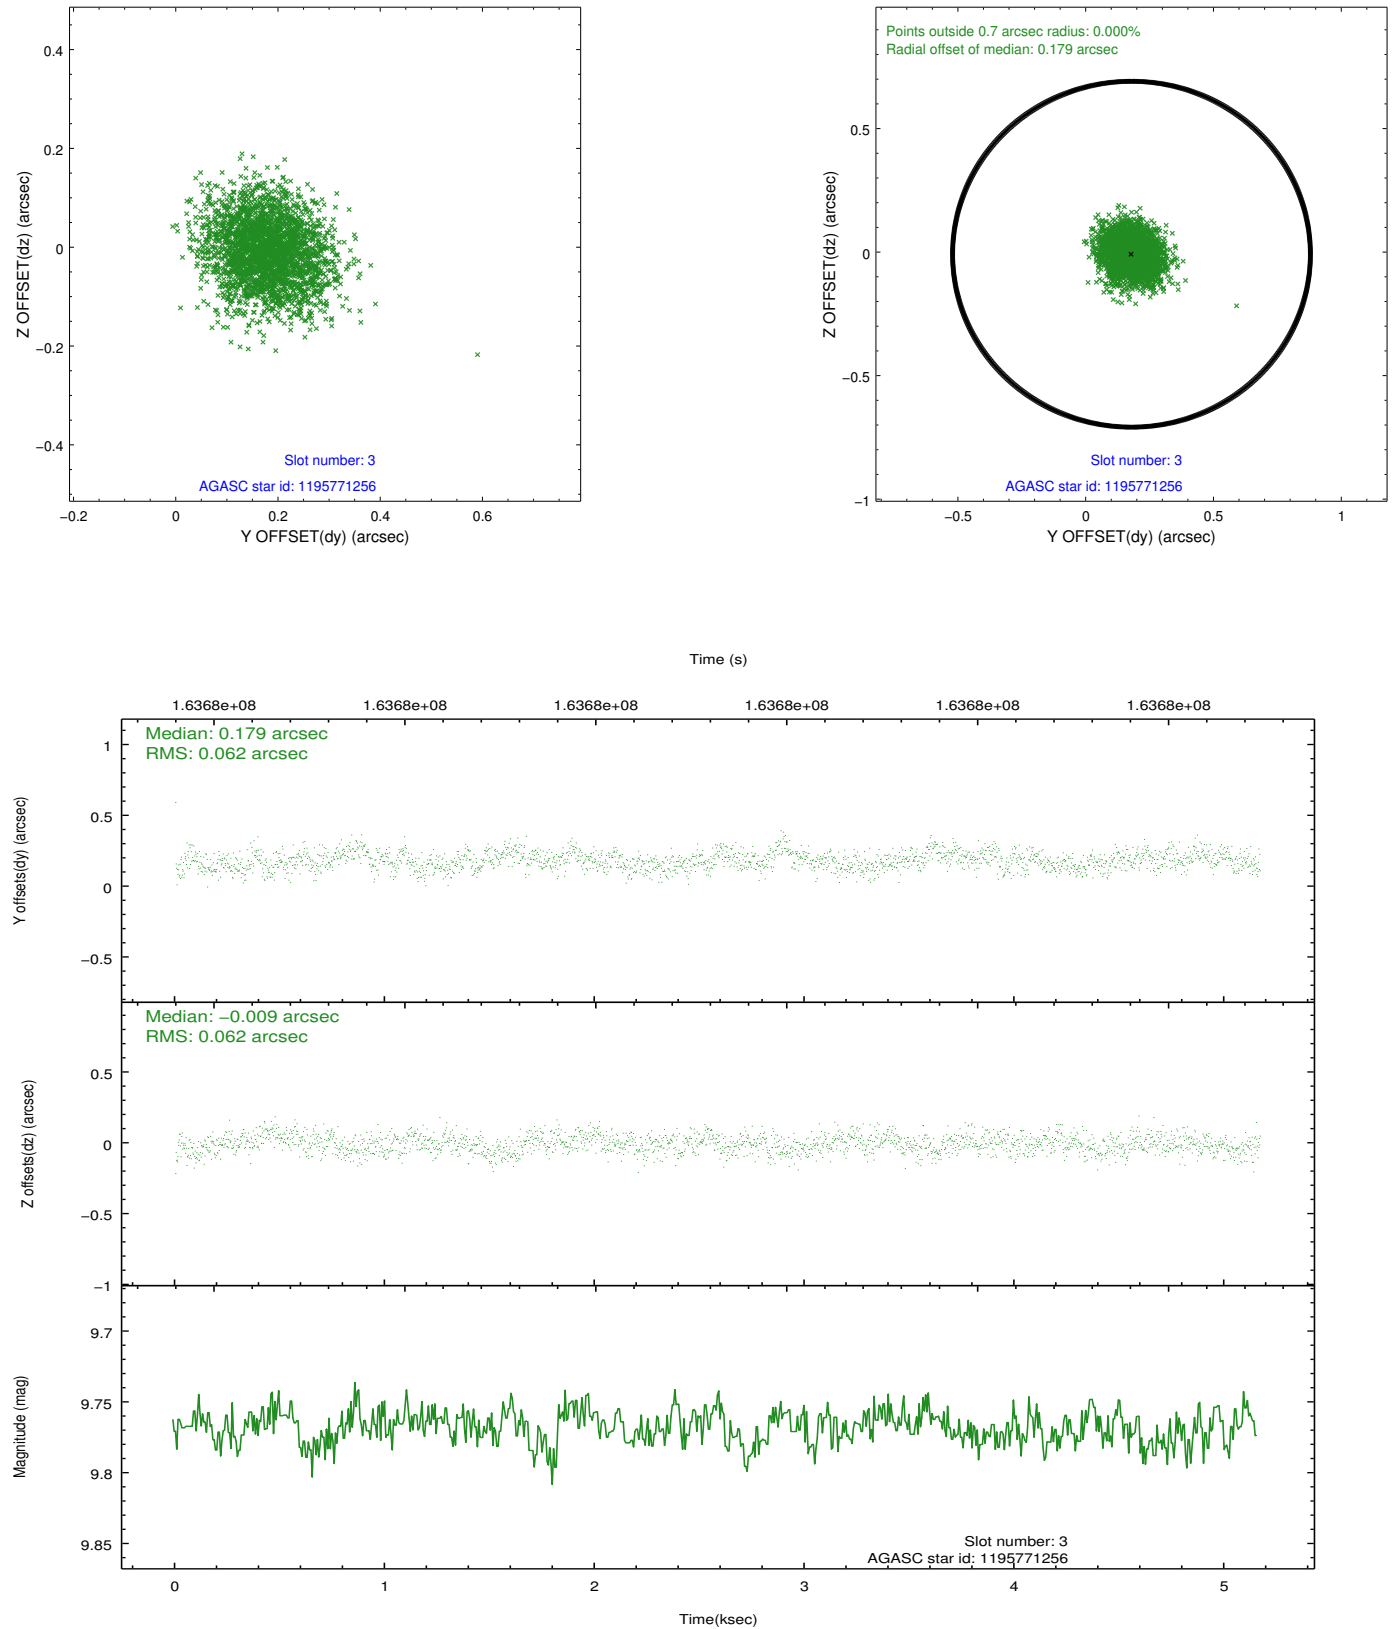 0.4
0.2
0
−0.2
−0.4
Z OFFSET(dz) (arcsec)
Slot number: 3
AGASC star id: 1195771256
−0.2 0 0.2 0.4 0.6
Y OFFSET(dy) (arcsec)
Points outside 0.7 arcsec radius: 0.000%
Radial offset of median: 0.179 arcsec
0.5
0
−0.5
−1
Z OFFSET(dz) (arcsec)
Slot number: 3
AGASC star id: 1195771256
−0.5 0 0.5 1
Y OFFSET(dy) (arcsec)
Time (s)
1.6368e+08 1.6368e+08 1.6368e+08 1.6368e+08 1.6368e+08 1.6368e+08
Median: 0.179 arcsec
RMS: 0.062 arcsec
1
0.5
0
−0.5
Y offsets(dy) (arcsec)
Median: −0.009 arcsec
RMS: 0.062 arcsec
0.5
0
−0.5
−1
Z offsets(dz) (arcsec)
9.7
9.75
9.8
9.85
Magnitude (mag)
Slot number: 3
AGASC star id: 1195771256
0 1 2 3 4 5
Time(ksec)